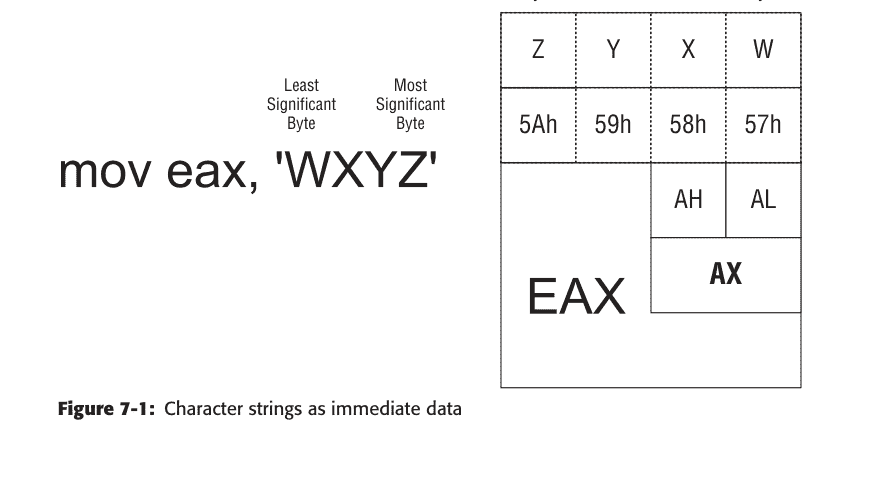 Least
Significant
Byte
Most
Significant
Byte
mov eax, 'WXYZ'
Z Y X W
5Ah 59h 58h 57h
AH AL
AX
EAX
Figure 7-1: Character strings as immediate data